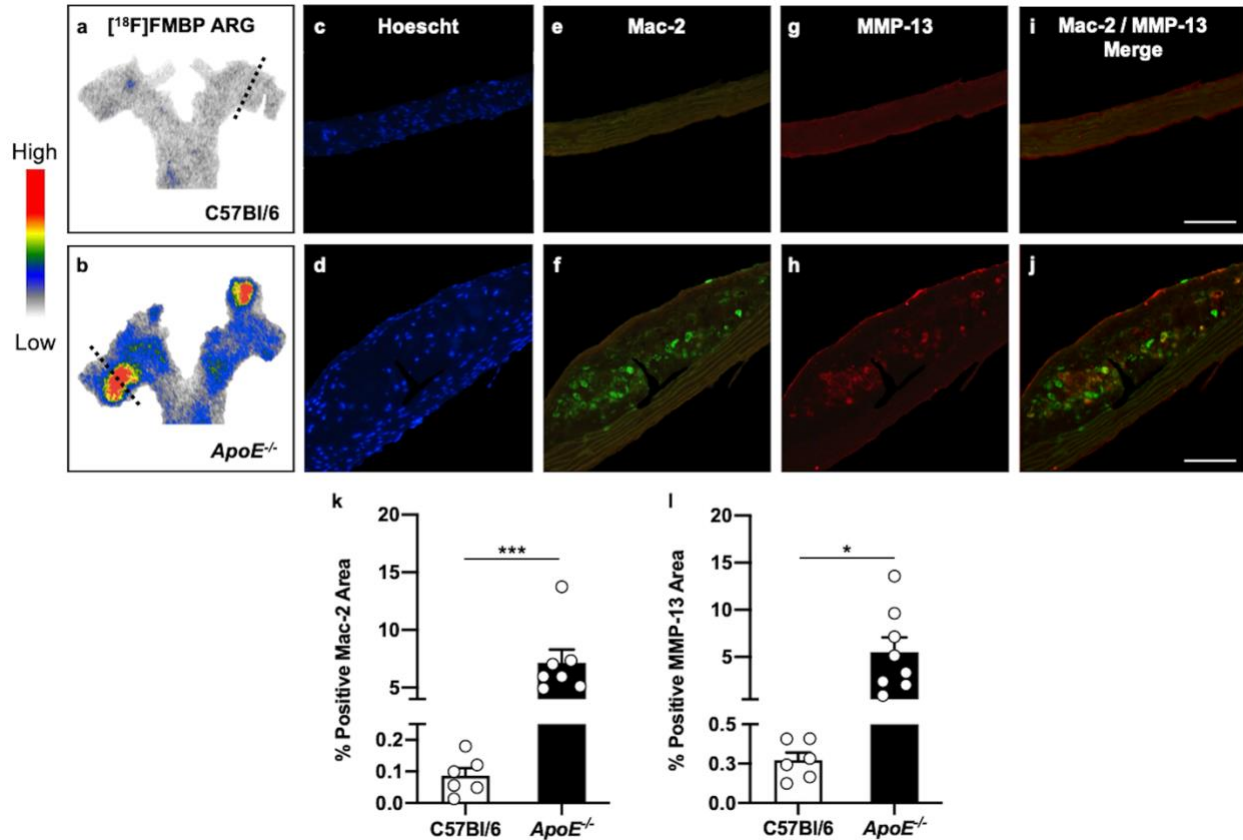 a [¹⁸F]FMBP ARG
c Hoescht
e Mac-2
g MMP-13
i Mac-2 / MMP-13
Merge
High
Low
C57Bl/6
b
d
f
h
j
ApoE-/-
k
20
15
10
5
0.2
0.1
0.0
% Positive Mac-2 Area
***
C57Bl/6 ApoE-/-
l
20
15
10
5
0.5
0.3
0.0
% Positive MMP-13 Area
*
C57Bl/6 ApoE-/-